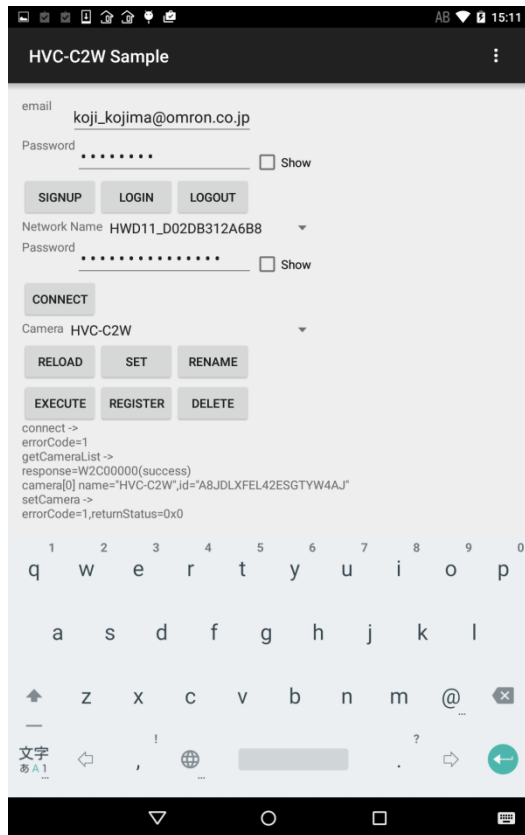 AB 15:11
HVC-C2W Sample
email
koji_kojima@omron.co.jp
Password
•••••••• Show
SIGNUP LOGIN LOGOUT
Network Name HWD11_D02DB312A6B8
Password
••••••••••••••• Show
CONNECT
Camera HVC-C2W
RELOAD SET RENAME
EXECUTE REGISTER DELETE
connect ->
errorCode=1
getCameraList ->
response=W2C00000(success)
camera[0] name="HVC-C2W",id="A8JDLXFEL42ESGTYW4AJ"
setCamera ->
errorCode=1,returnStatus=0x0
1 2 3 4 5 6 7 8 9 0
q w e r t y u i o p
a s d f g h j k l
z x c v b n m @
...
! ?
文字 , .
あA1
... ...